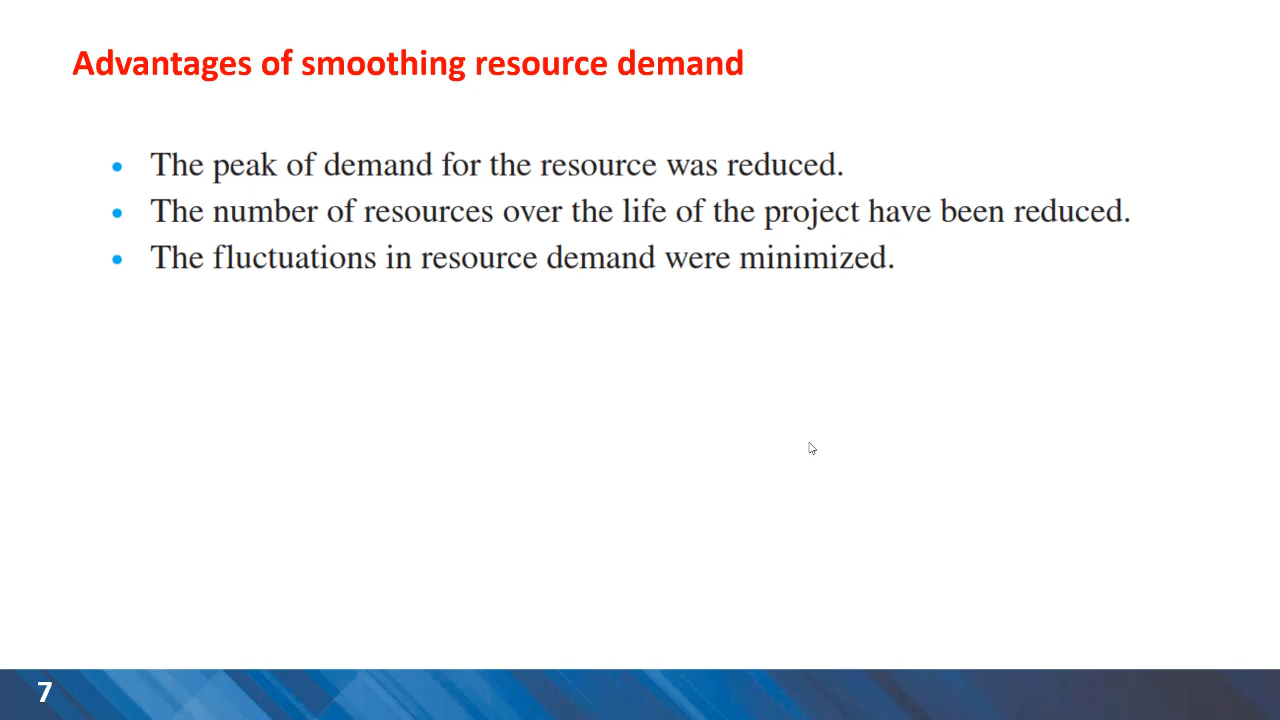 Advantages of smoothing resource demand
• The peak of demand for the resource was reduced.
• The number of resources over the life of the project have been reduced.
• The fluctuations in resource demand were minimized.
7